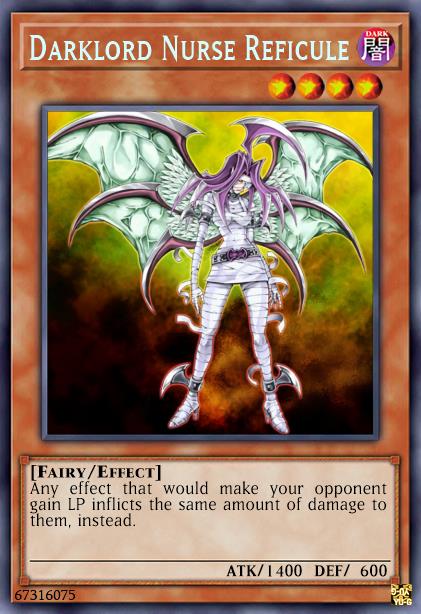 Darklord Nurse Reficule
DARK
闇
[Fairy/Effect]
Any effect that would make your opponent
gain LP inflicts the same amount of damage to
them, instead.
ATK/1400 DEF/ 600
67316075